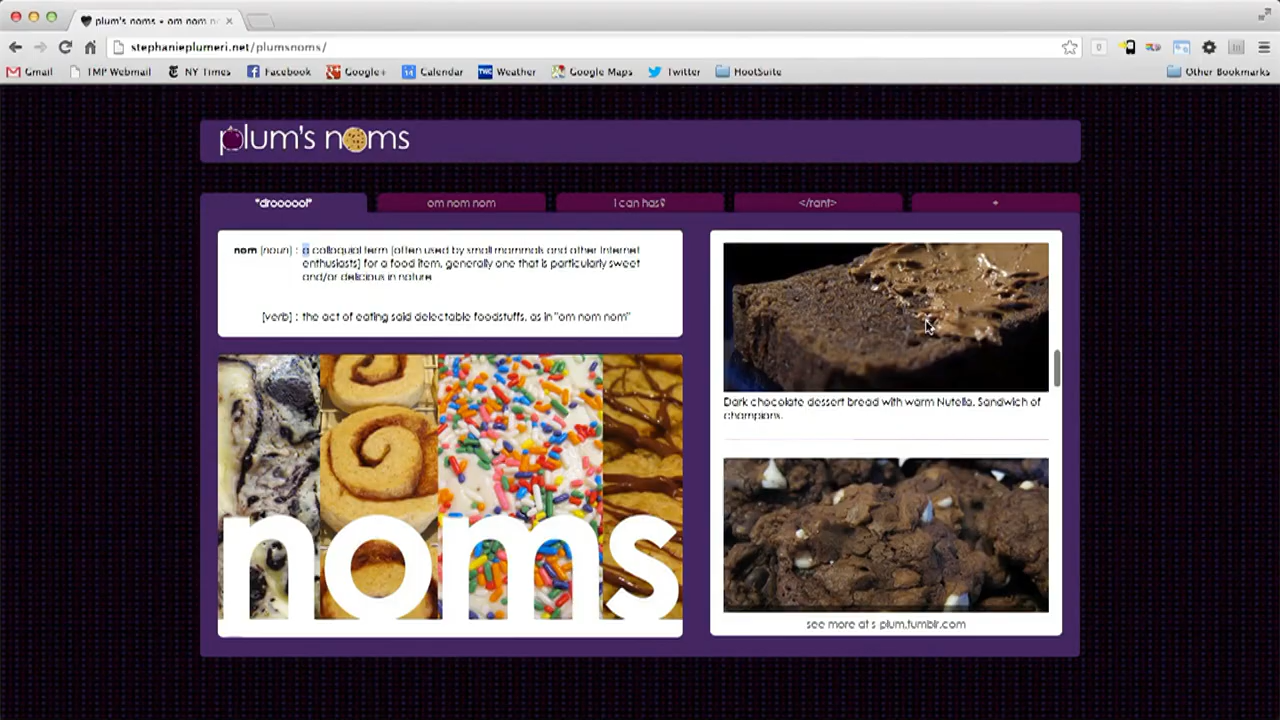 plum's noms • om nom n
stephanieplumeri.net/plumsnoms/
Gmail TMP Webmail NY Times Facebook Google+ 14 Calendar TWC Weather Google Maps Twitter HootSuite Other Bookmarks
plum's noms
*droooool* om nom nom I can has? </rant> +
nom [noun] : a colloquial term [often used by small mammals and other Internet
enthusiasts] for a food item, generally one that is particularly sweet
and/or delicious in nature
[verb] : the act of eating said delectable foodstuffs, as in "om nom nom"
noms
Dark chocolate dessert bread with warm Nutella. Sandwich of
champions.
see more at s-plum.tumblr.com